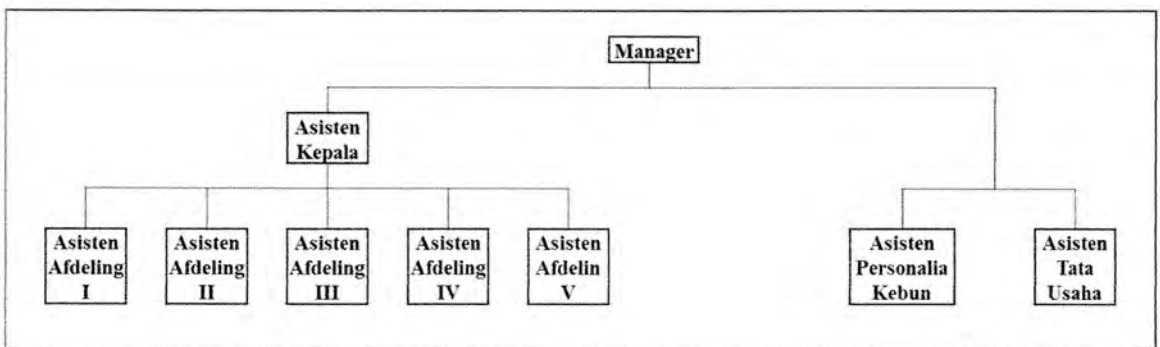 Manager
Asisten
Kepala
Asisten
Afdeling
I
Asisten
Afdeling
II
Asisten
Afdeling
III
Asisten
Afdeling
IV
Asisten
Afdelin
V
Asisten
Personalia
Kebun
Asisten
Tata
Usaha